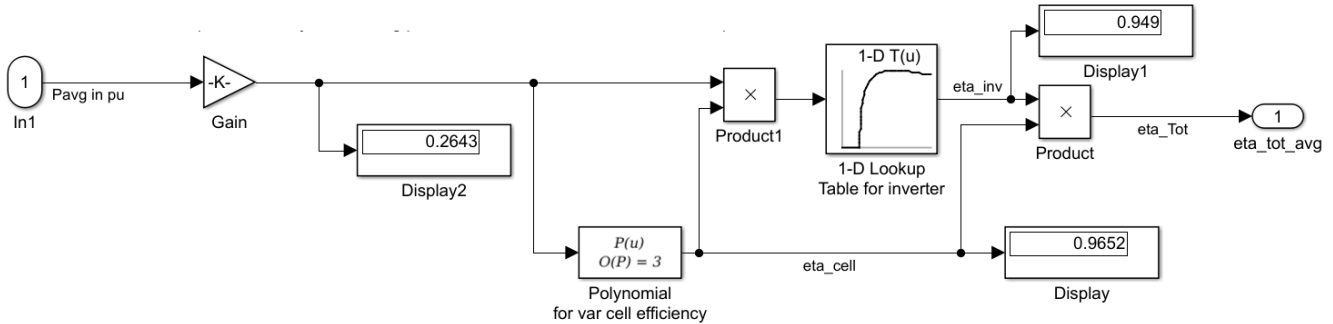 0.949
Display1
1-D T(u)
1
Pavg in pu
In1
-K-
Gain
×
Product1
eta_inv
×
Product
eta_Tot
1
eta_tot_avg
0.2643
Display2
1-D Lookup
Table for inverter
P(u)
O(P) = 3
Polynomial
for var cell efficiency
eta_cell
0.9652
Display